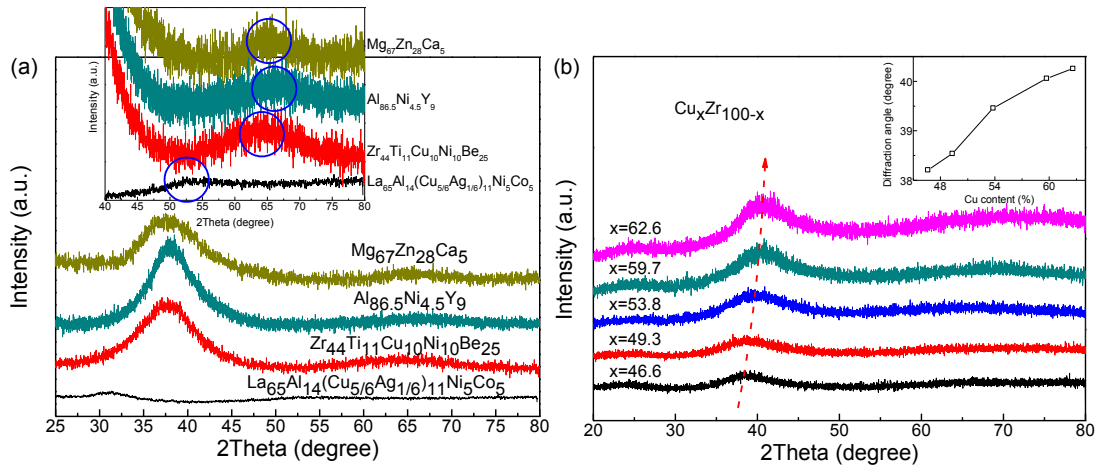 (a)
Intensity (a.u.)
Mg67Zn28Ca5
Al86.5Ni4.5Y9
Zr44Ti11Cu10Ni10Be25
La65Al14(Cu5/6Ag1/6)11Ni5Co5
40 45 50 55 60 65 70 75 80
2Theta (degree)
Intensity (a.u.)
Mg67Zn28Ca5
Al86.5Ni4.5Y9
Zr44Ti11Cu10Ni10Be25
La65Al14(Cu5/6Ag1/6)11Ni5Co5
25 30 35 40 45 50 55 60 65 70 75 80
2Theta (degree)
(b)
CuxZr100-x
Diffraction angle (degree)
40
39
38
48 54 60
Cu content (%)
Intensity (a.u.)
x=62.6
x=59.7
x=53.8
x=49.3
x=46.6
20 30 40 50 60 70 80
2Theta (degree)